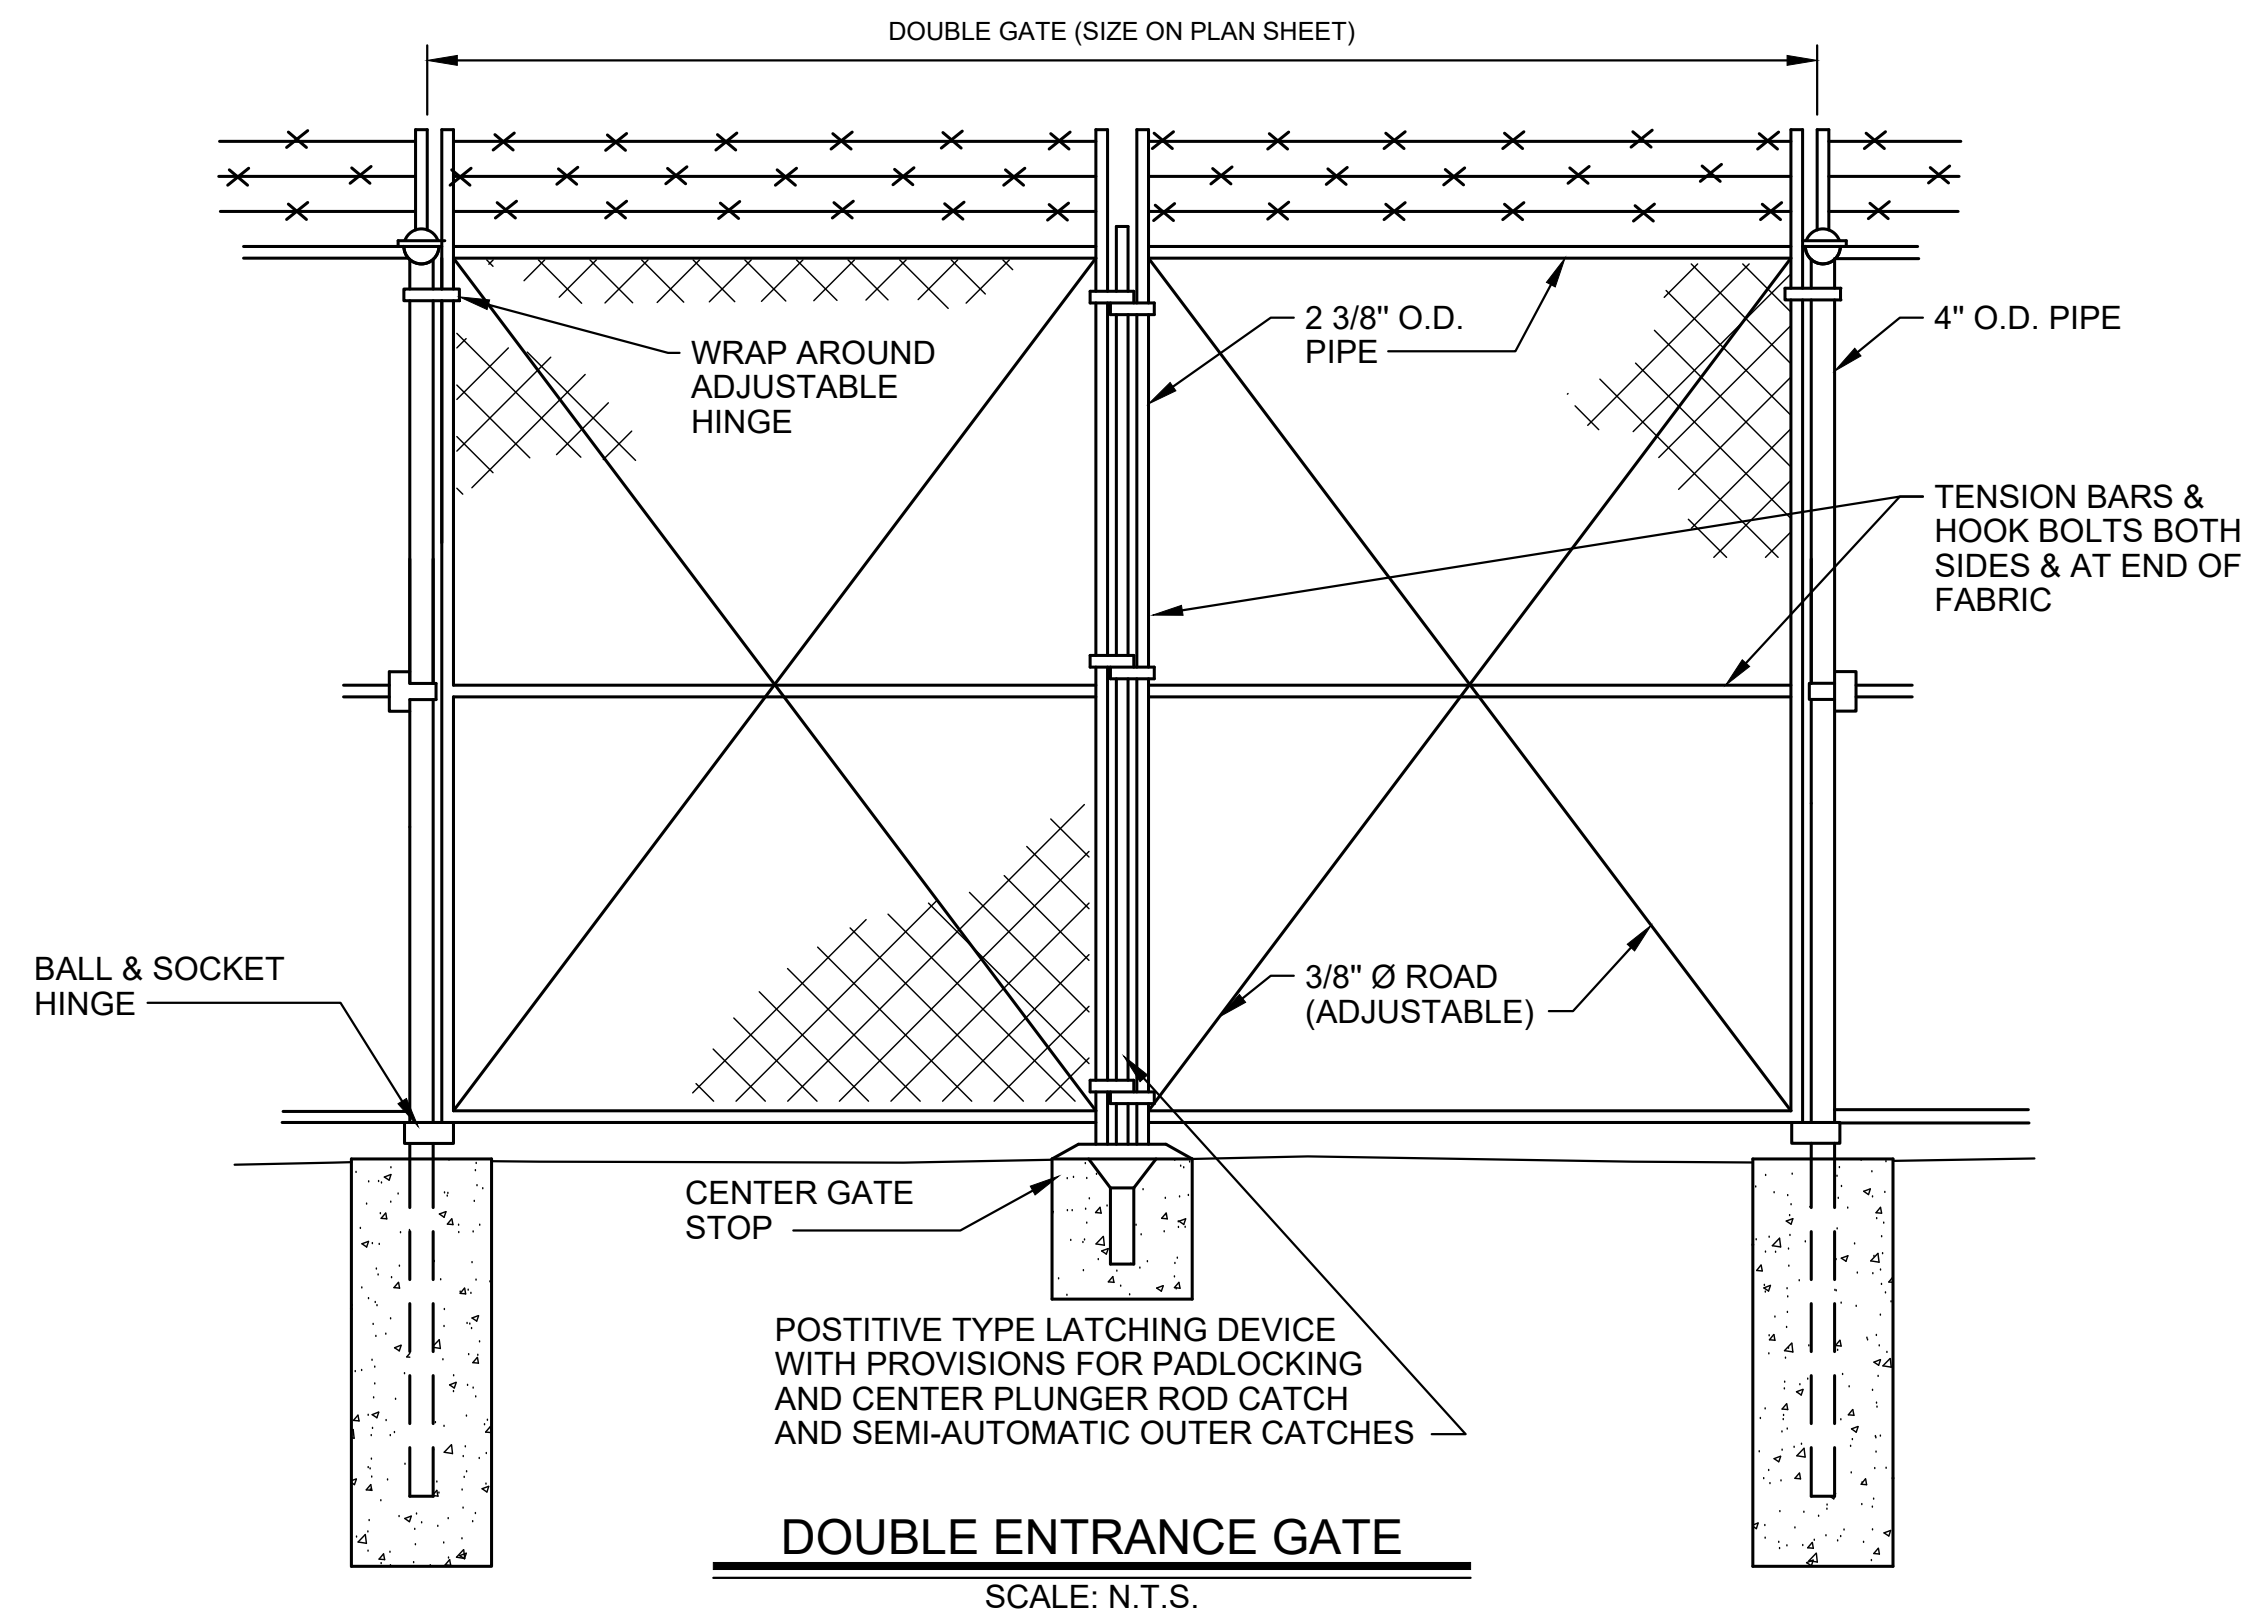 DOUBLE GATE (SIZE ON PLAN SHEET)
2 3/8" O.D.
PIPE
4" O.D. PIPE
WRAP AROUND
ADJUSTABLE
HINGE
TENSION BARS &
HOOK BOLTS BOTH
SIDES & AT END OF
FABRIC
BALL & SOCKET
HINGE
3/8" Ø ROAD
(ADJUSTABLE)
CENTER GATE
STOP
POSTITIVE TYPE LATCHING DEVICE
WITH PROVISIONS FOR PADLOCKING
AND CENTER PLUNGER ROD CATCH
AND SEMI-AUTOMATIC OUTER CATCHES
DOUBLE ENTRANCE GATE
SCALE: N.T.S.